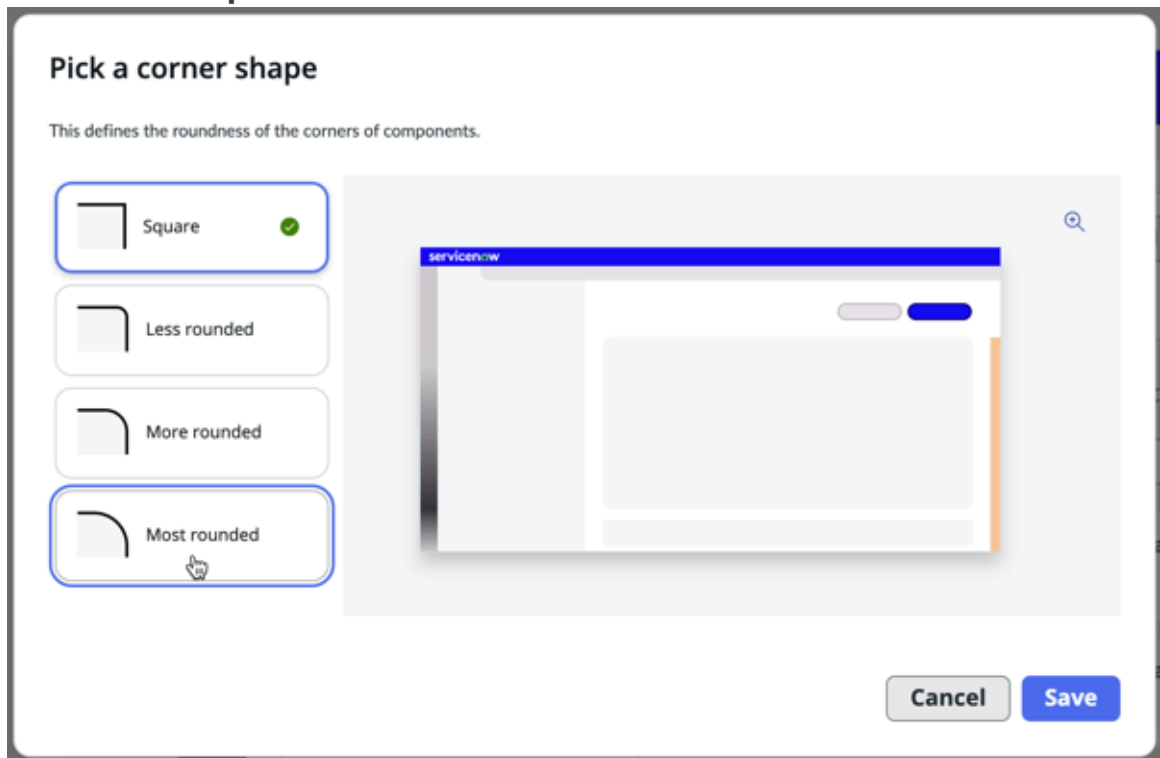 Pick a corner shape
This defines the roundness of the corners of components.
Square
servicenow
Less rounded
More rounded
Most rounded
Cancel
Save